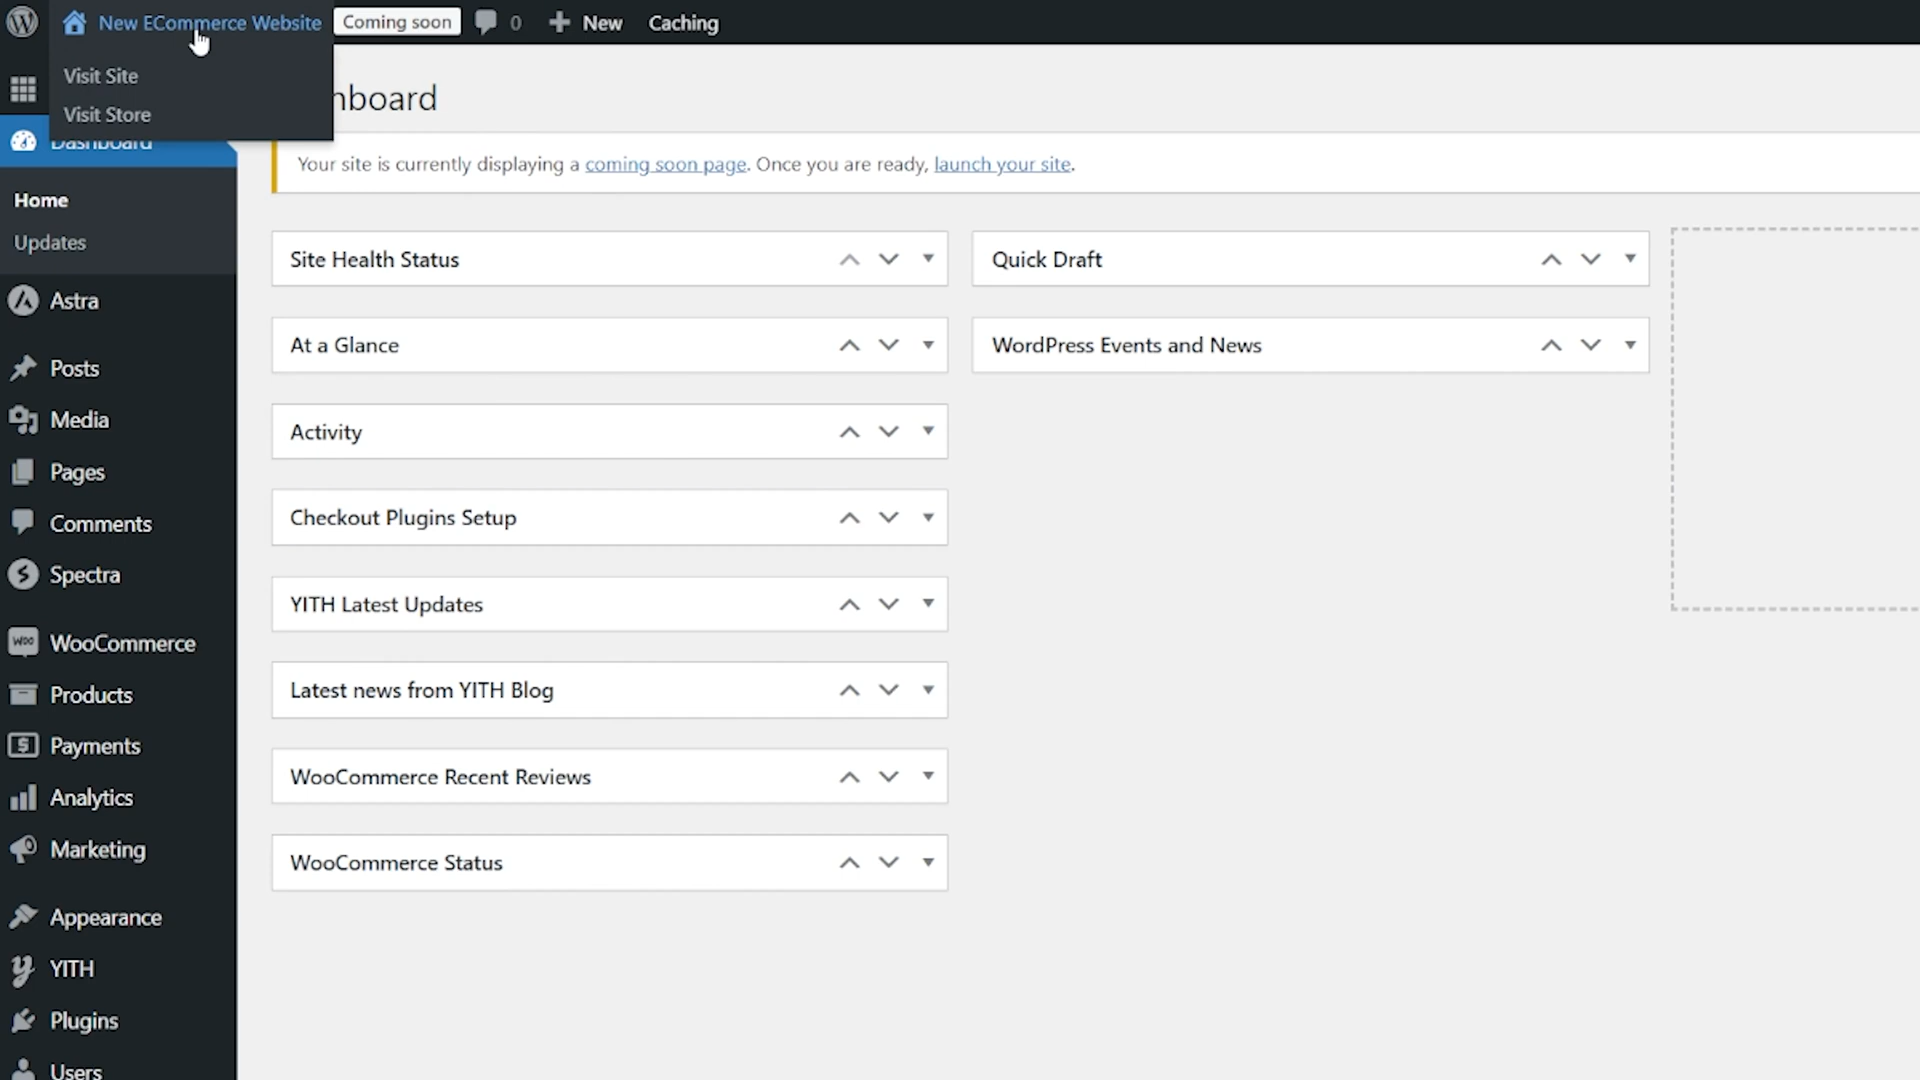 New ECommerce Website
Coming soon
0
New
Caching
Visit Site
Visit Store
Dashboard
nboard
Your site is currently displaying a coming soon page. Once you are ready, launch your site.
Home
Updates
Astra
Posts
Media
Pages
Comments
Spectra
WOO
WooCommerce
Products
Payments
Analytics
Marketing
Appearance
YITH
Plugins
Users
Site Health Status
At a Glance
Activity
Checkout Plugins Setup
YITH Latest Updates
Latest news from YITH Blog
WooCommerce Recent Reviews
WooCommerce Status
Quick Draft
WordPress Events and News